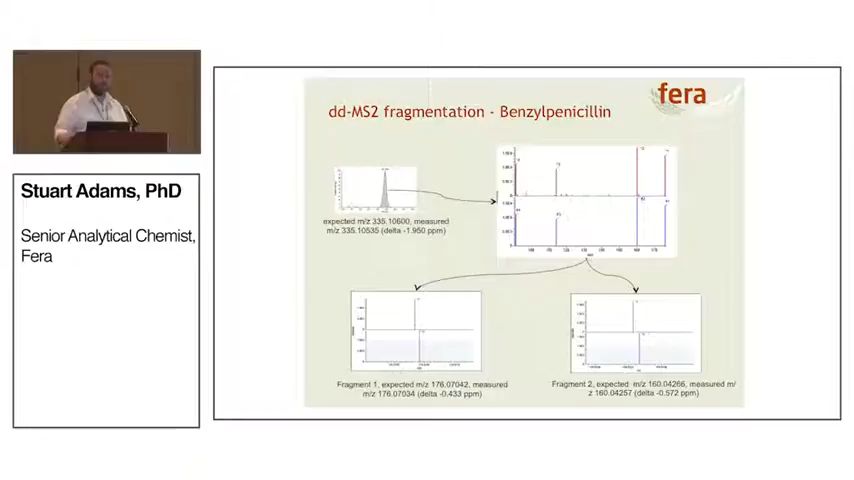 Stuart Adams, PhD
Senior Analytical Chemist,
Fera
fera
dd-MS2 fragmentation - Benzylpenicillin
expected m/z 335.10600, measured
m/z 335.10535 (delta -1.950 ppm)
Fragment 1, expected m/z 176.07042, measured
m/z 176.07034 (delta -0.433 ppm)
Fragment 2, expected m/z 160.04266, measured m/
z 160.04257 (delta -0.572 ppm)